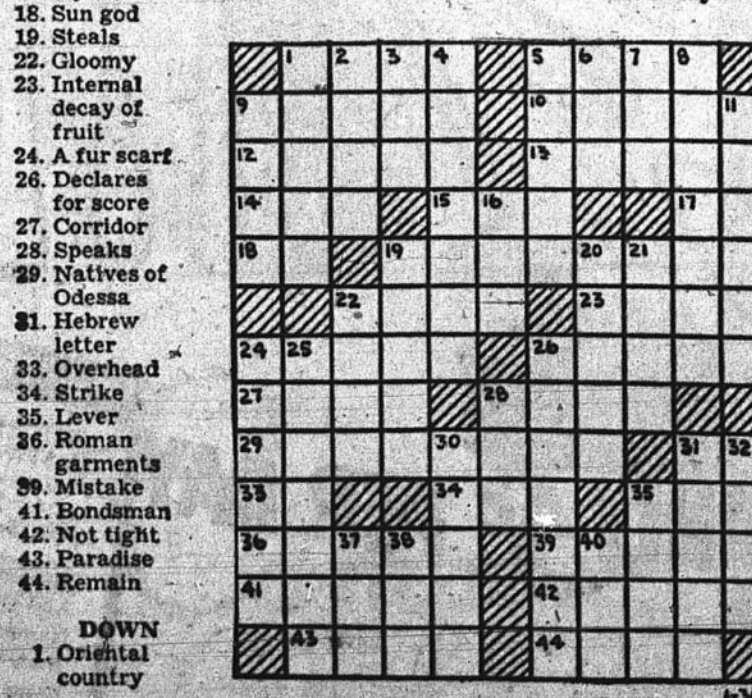 18. Sun god
19. Steals
22. Gloomy
23. Internal
decay of
fruit
24. A fur scarf
26. Declares
for score
27. Corridor
28. Speaks
29. Natives of
Odessa
31. Hebrew
letter
33. Overhead
34. Strike
35. Lever
36. Roman
garments
39. Mistake
41. Bondsman
42. Not tight
43. Paradise
44. Remain
DOWN
1. Oriental
country
1 2 3 4 5 6 7 8
9 10 11
12 13
14 15 16 17
18 19 20 21
22 23
24 25 26
27 28
29 30 31 32
33 34 35
36 37 38 39 40
41 42
43 44